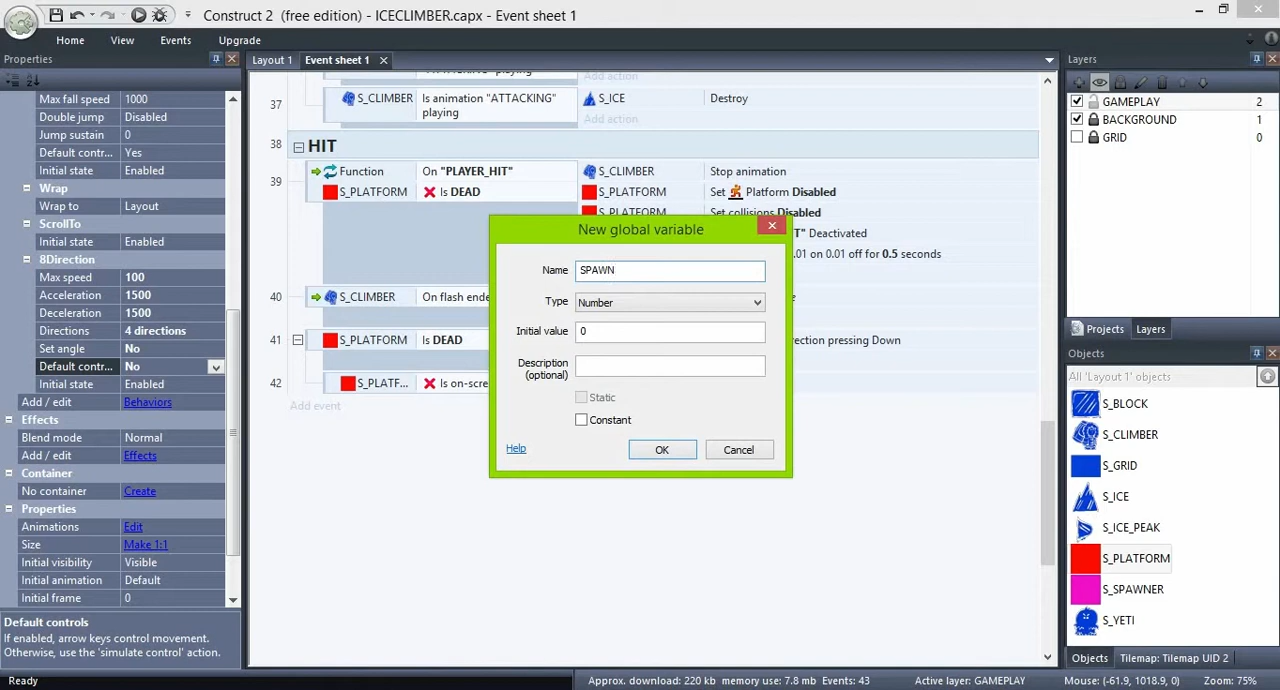 Construct 2 (free edition) - ICECLIMBER.capx - Event sheet 1
Home View Events Upgrade
Properties
Max fall speed 1000
Double jump Disabled
Jump sustain 0
Default contr... Yes
Initial state Enabled
Wrap
Wrap to Layout
ScrollTo
Initial state Enabled
8Direction
Max speed 100
Acceleration 1500
Deceleration 1500
Directions 4 directions
Set angle No
Default contr... No
Initial state Enabled
Add / edit Behaviors
Effects
Blend mode Normal
Add / edit Effects
Container
No container Create
Properties
Animations Edit
Size Make 1:1
Initial visibility Visible
Initial animation Default
Initial frame 0
Default controls
If enabled, arrow keys control movement.
Otherwise, use the 'simulate control' action.
Layout 1 Event sheet 1
Add action
37 S_CLIMBER Is animation "ATTACKING"
playing
S_ICE Destroy
Add action
38 HIT
39 Function On "PLAYER_HIT"
S_PLATFORM Is DEAD
S_CLIMBER Stop animation
S_PLATFORM Set Platform Disabled
S_PLATFORM Set collisions Disabled
T" Deactivated
.01 on 0.01 off for 0.5 seconds
40 S_CLIMBER On flash ende
41 S_PLATFORM Is DEAD
rection pressing Down
42 S_PLATF... Is on-scre
Add event
New global variable
Name SPAWN
Type Number
Initial value 0
Description
(optional)
Static
Constant
Help OK Cancel
Layers
GAMEPLAY 2
BACKGROUND 1
GRID 0
Projects Layers
Objects
All 'Layout 1' objects
S_BLOCK
S_CLIMBER
S_GRID
S_ICE
S_ICE_PEAK
S_PLATFORM
S_SPAWNER
S_YETI
Objects Tilemap: Tilemap UID 2
Ready Approx. download: 220 kb memory use: 7.8 mb Events: 43 Active layer: GAMEPLAY Mouse: (-61.9, 1018.9, 0) Zoom: 75%